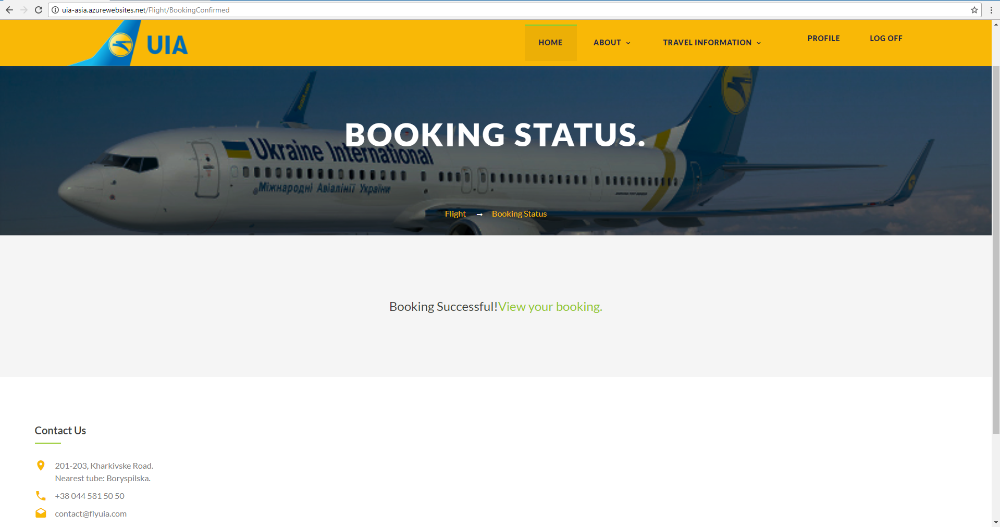 uia-asia.azurewebsites.net/Flight/BookingConfirmed
UIA
HOME
ABOUT
TRAVEL INFORMATION
PROFILE
LOG OFF
BOOKING STATUS.
Ukraine International
Міжнародні Авіалінії України
Flight → Booking Status
Booking Successful!View your booking.
Contact Us
201-203, Kharkivske Road.
Nearest tube: Boryspilska.
+38 044 581 50 50
contact@flyuia.com